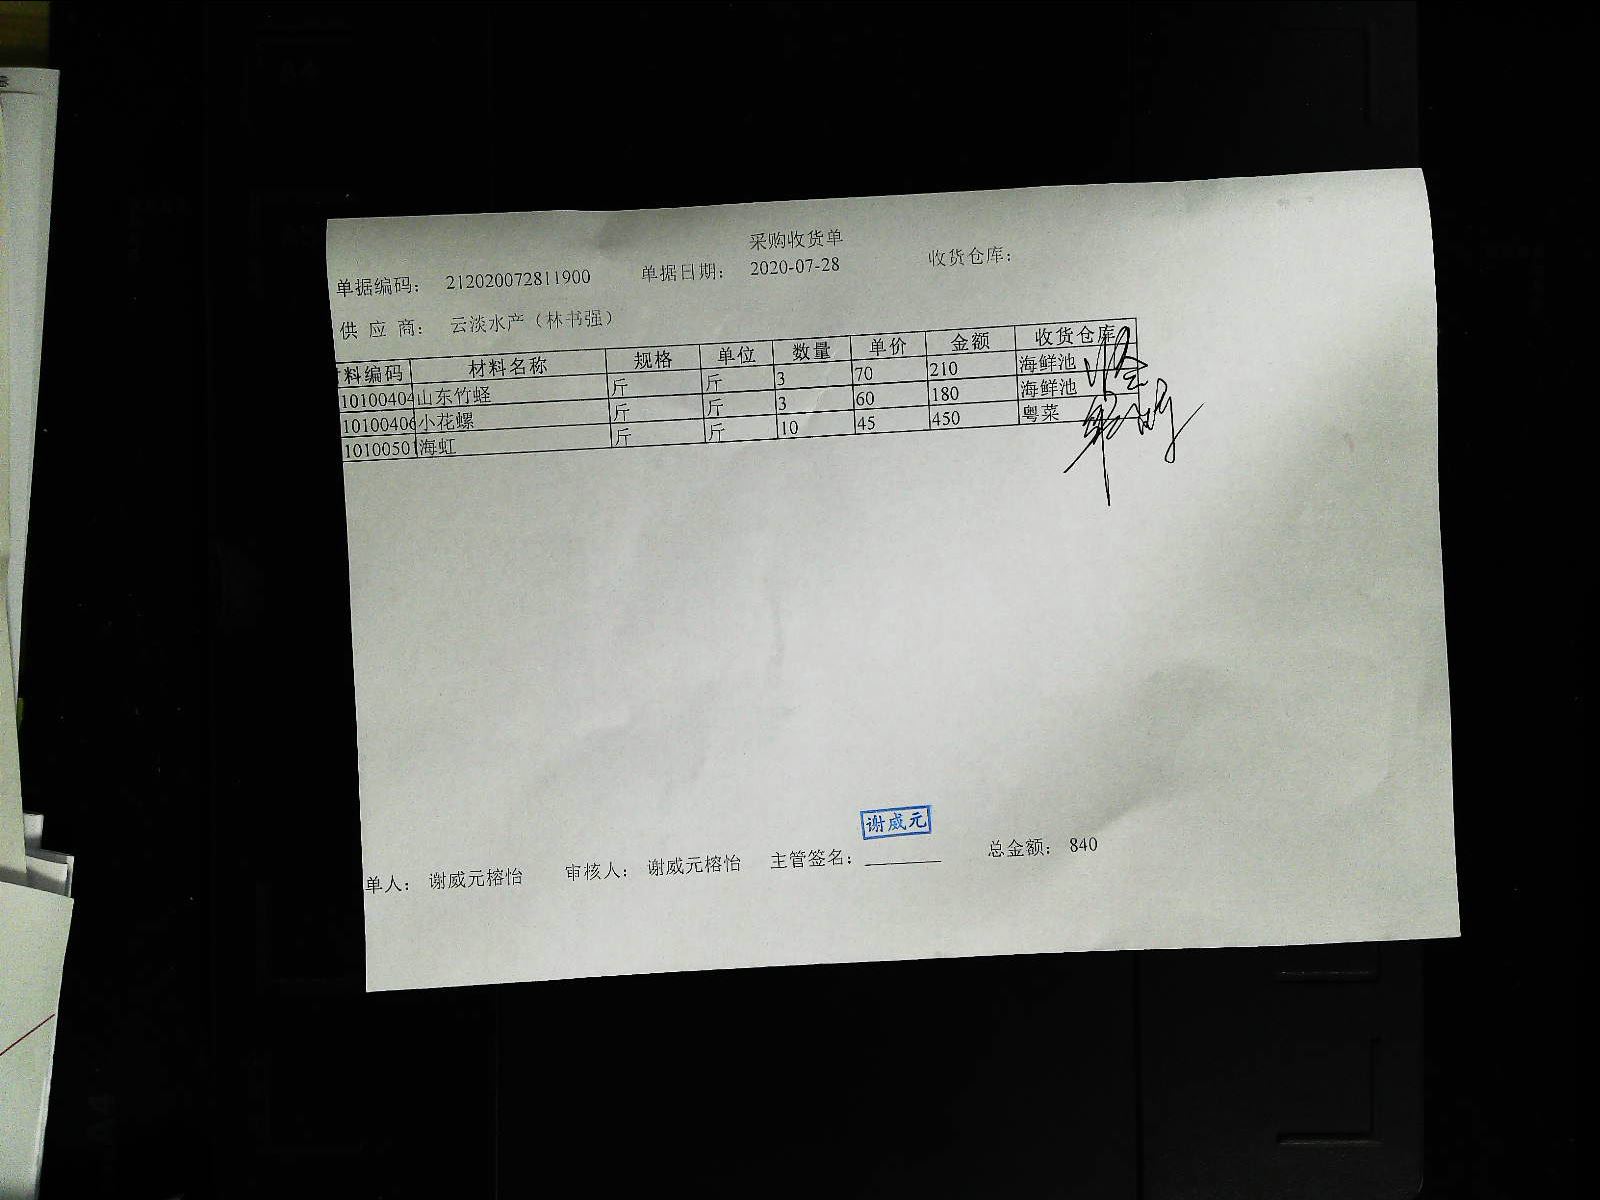 采购收货单
单据编码： 212020072811900 单据日期： 2020-07-28 收货仓库：
供 应 商： 云淡水产（林书强）
料编码 材料名称 规格 单位 数量 单价 金额 收货仓库
10100404 山东竹蛏 斤 斤 3 70 210 海鲜池
10100406 小花螺 斤 斤 3 60 180 海鲜池
10100501 海虹 斤 斤 10 45 450 粤菜
谢威元
单人： 谢威元榕怡 审核人： 谢威元榕怡 主管签名： 总金额： 840